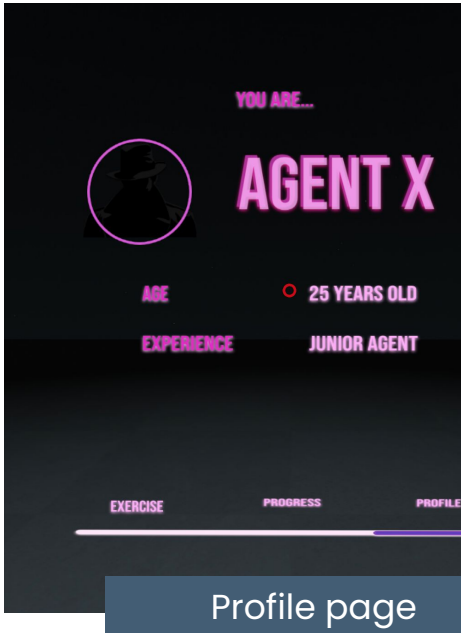 YOU ARE...
AGENT X
AGE 25 YEARS OLD
EXPERIENCE JUNIOR AGENT
EXERCISE PROGRESS PROFILE
Profile page